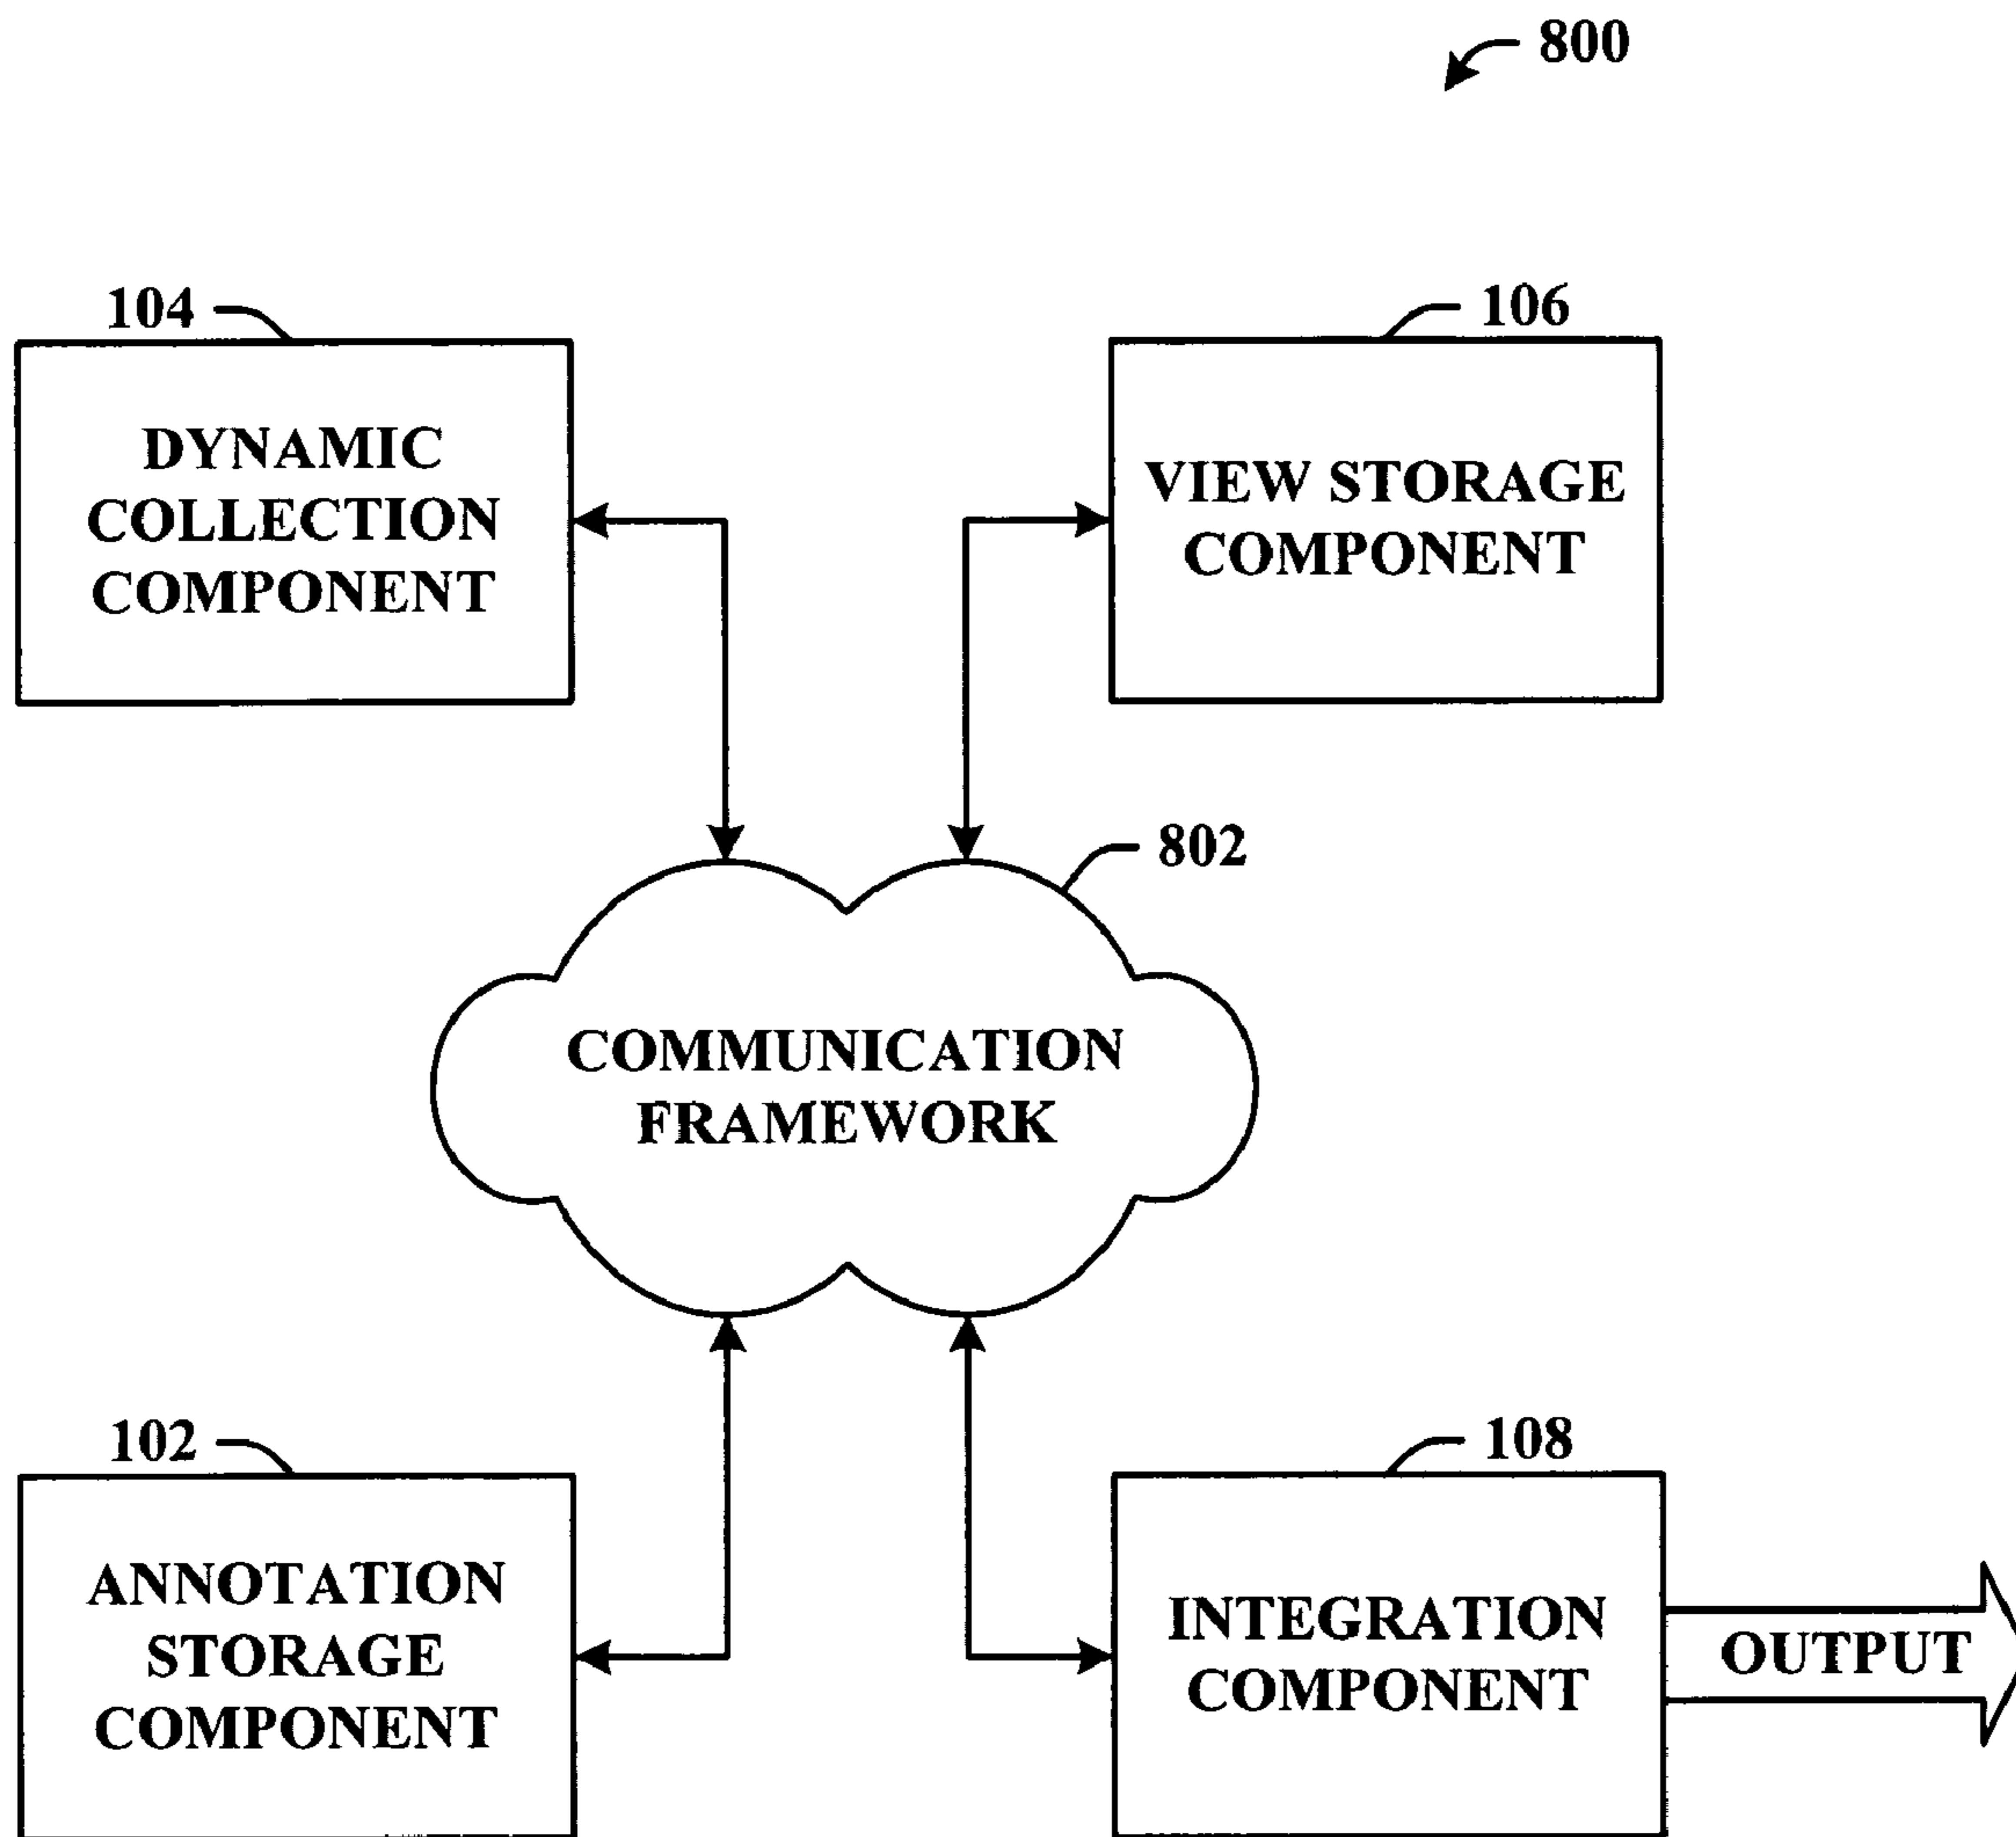 800
104
106
DYNAMIC
COLLECTION
COMPONENT
VIEW STORAGE
COMPONENT
802
COMMUNICATION
FRAMEWORK
102
108
ANNOTATION
STORAGE
COMPONENT
INTEGRATION
COMPONENT
OUTPUT